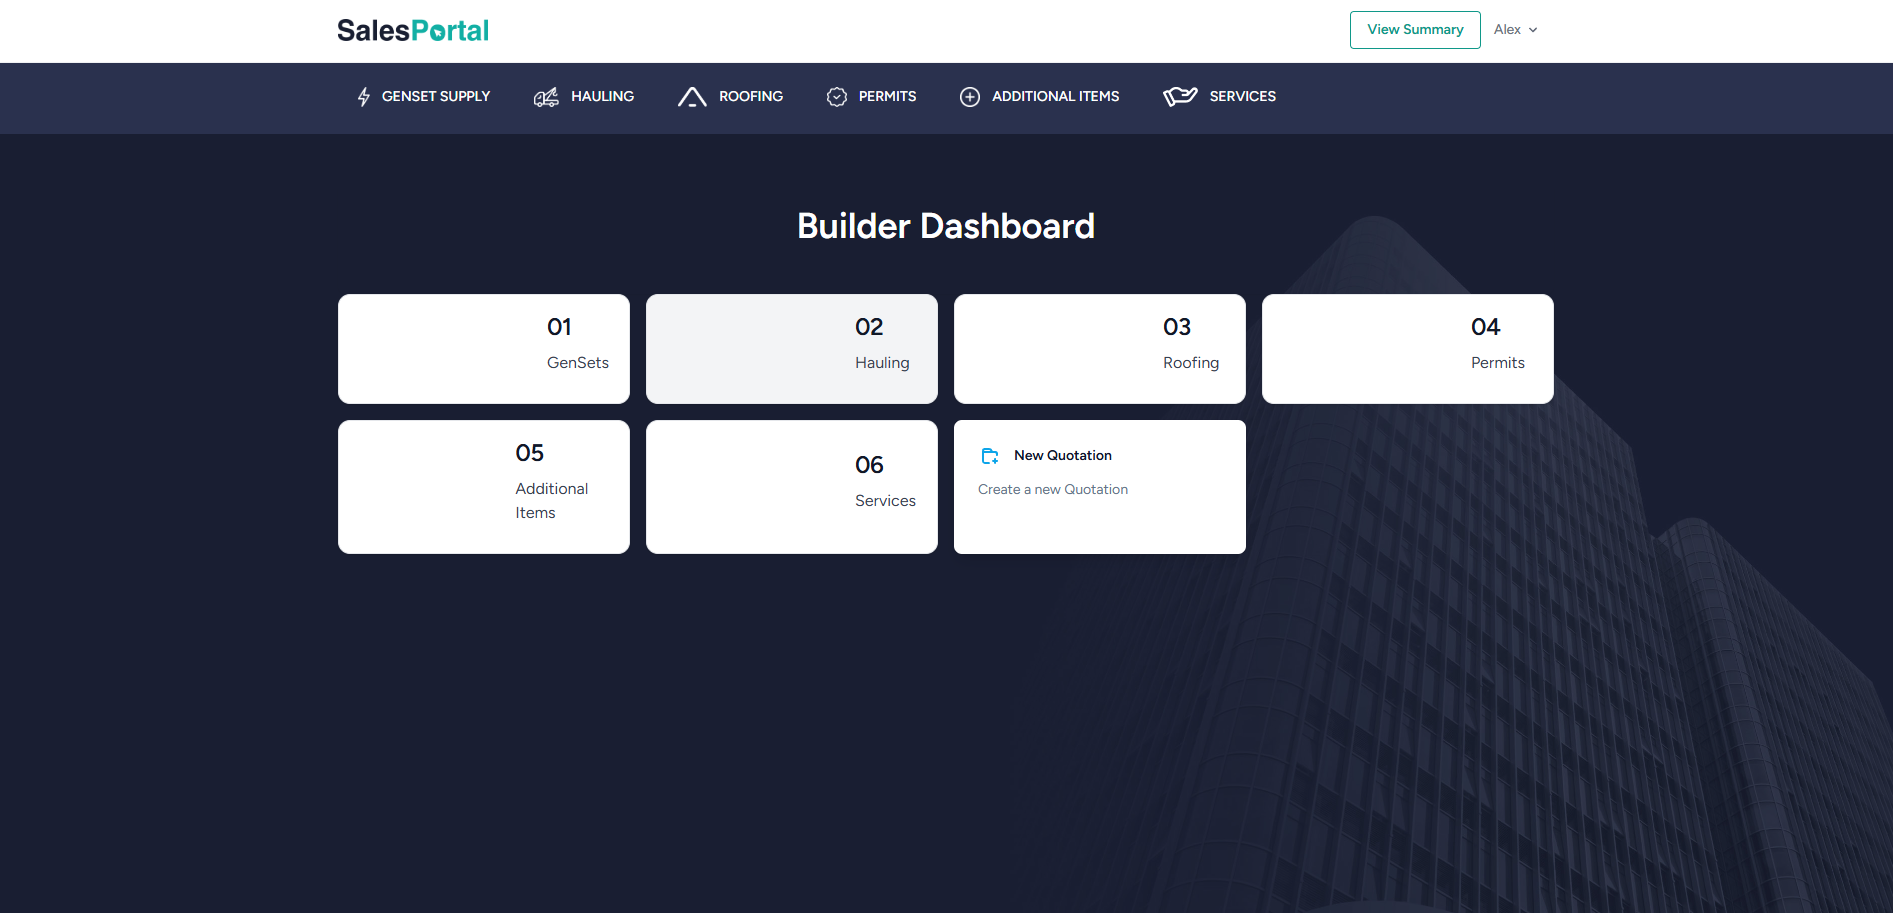 SalesPortal
View Summary
Alex
GENSET SUPPLY
HAULING
ROOFING
PERMITS
ADDITIONAL ITEMS
SERVICES
Builder Dashboard
01
GenSets
02
Hauling
03
Roofing
04
Permits
05
Additional
Items
06
Services
New Quotation
Create a new Quotation